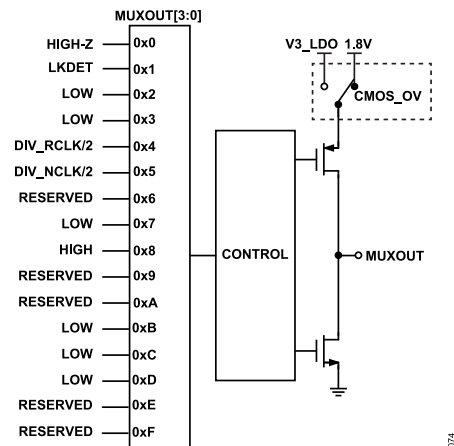 MUXOUT[3:0]
V3_LDO 1.8V
HIGH-Z 0x0
LKDET 0x1
CMOS_OV
LOW 0x2
LOW 0x3
DIV_RCLK/2 0x4
DIV_NCLK/2 0x5
RESERVED 0x6
LOW 0x7
HIGH 0x8
CONTROL
MUXOUT
RESERVED 0x9
RESERVED 0xA
LOW 0xB
LOW 0xC
LOW 0xD
RESERVED 0xE
RESERVED 0xF
074